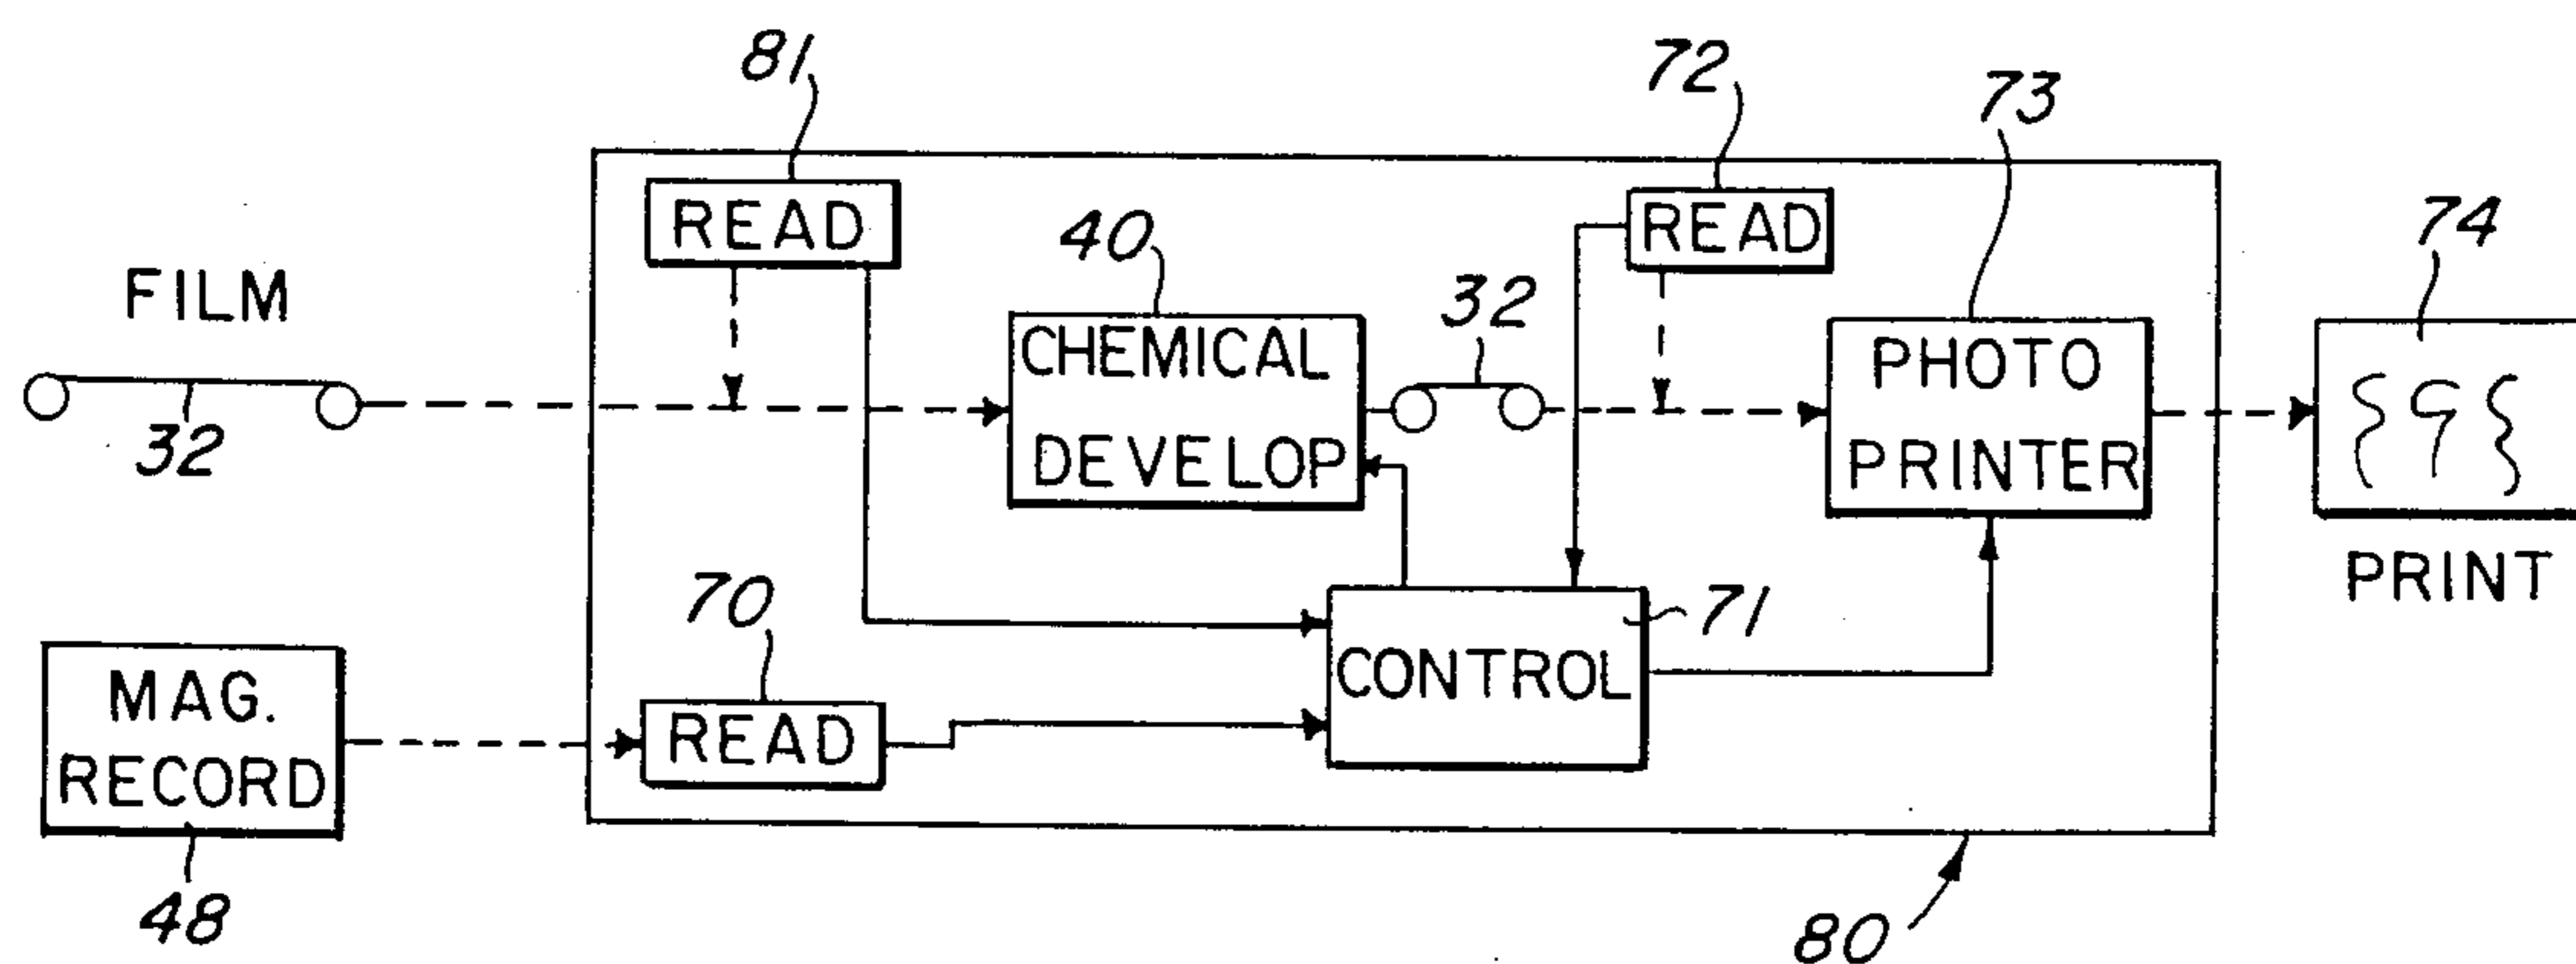 81
72
73
READ
READ
74
40
FILM
32
CHEMICAL
DEVELOP
PHOTO
PRINTER
32
PRINT
70
71
MAG.
RECORD
READ
CONTROL
48
80